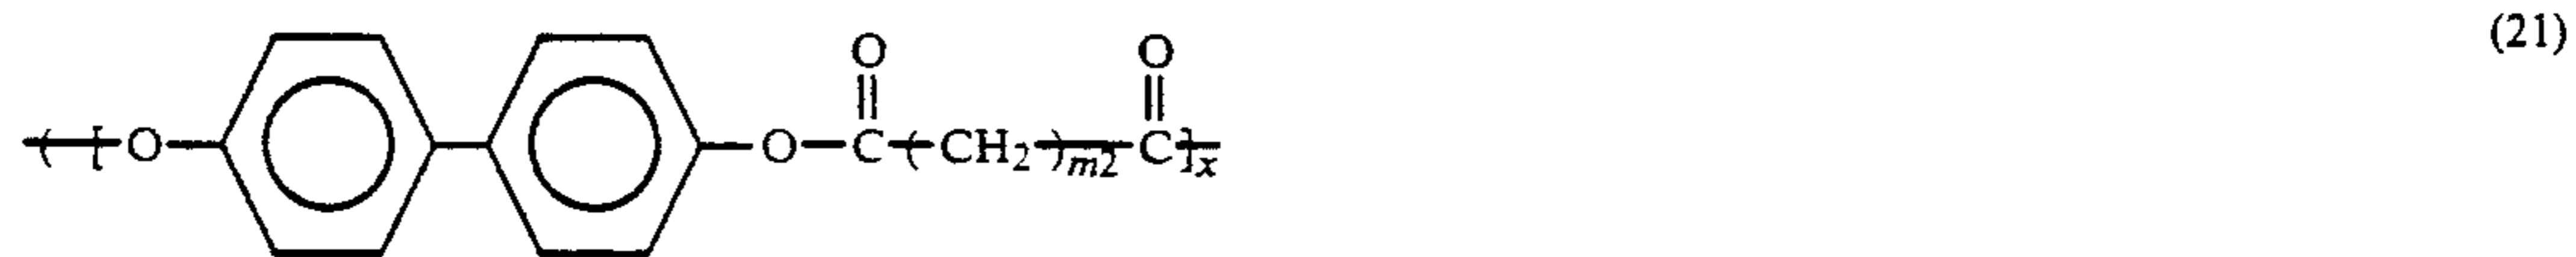 O O (21)
—( [ O — — O — C —( CH₂ —)m2 — C ]x